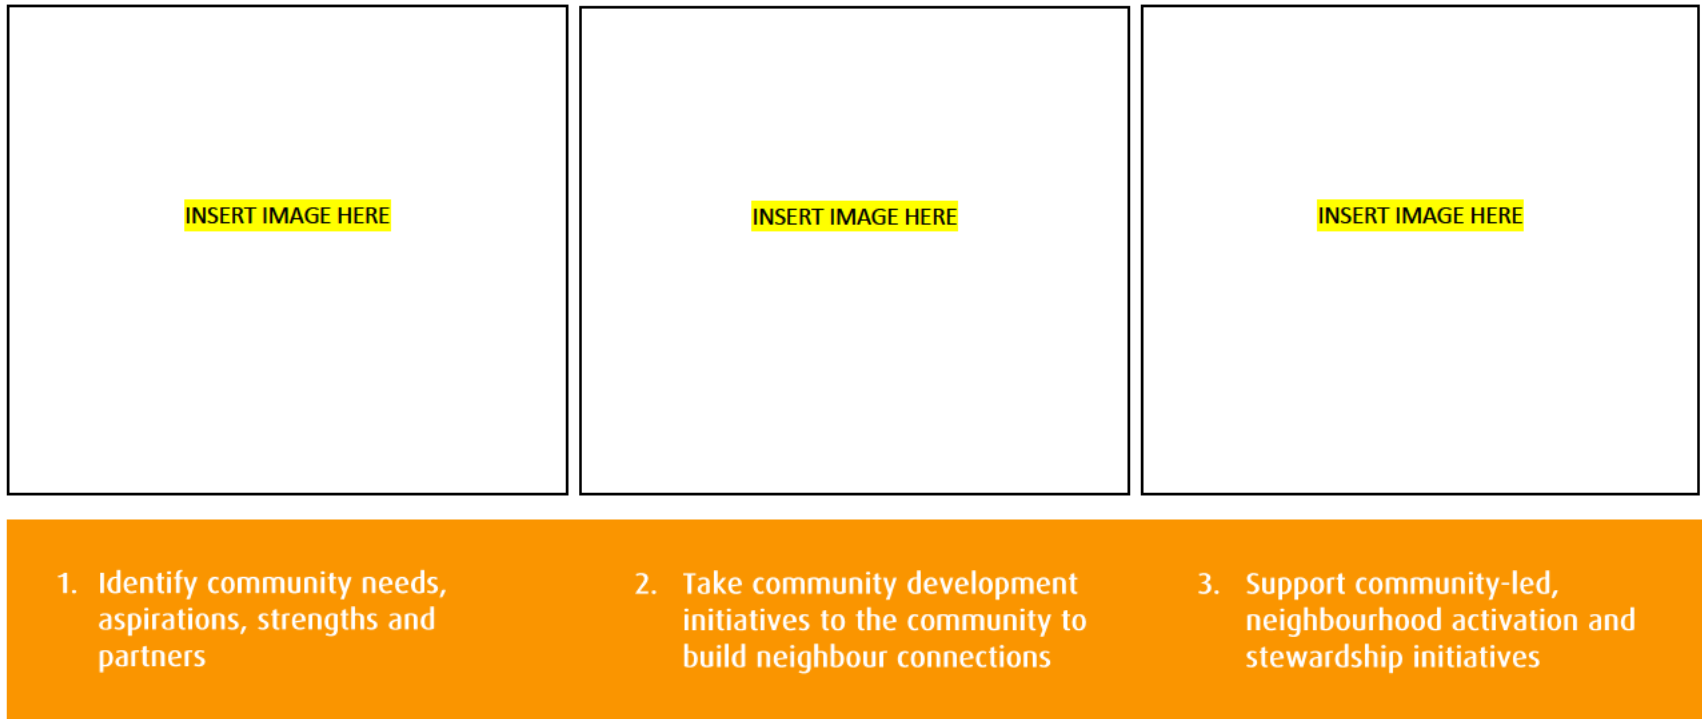 INSERT IMAGE HERE
INSERT IMAGE HERE
INSERT IMAGE HERE
1. Identify community needs,
aspirations, strengths and
partners
2. Take community development
initiatives to the community to
build neighbour connections
3. Support community-led,
neighbourhood activation and
stewardship initiatives